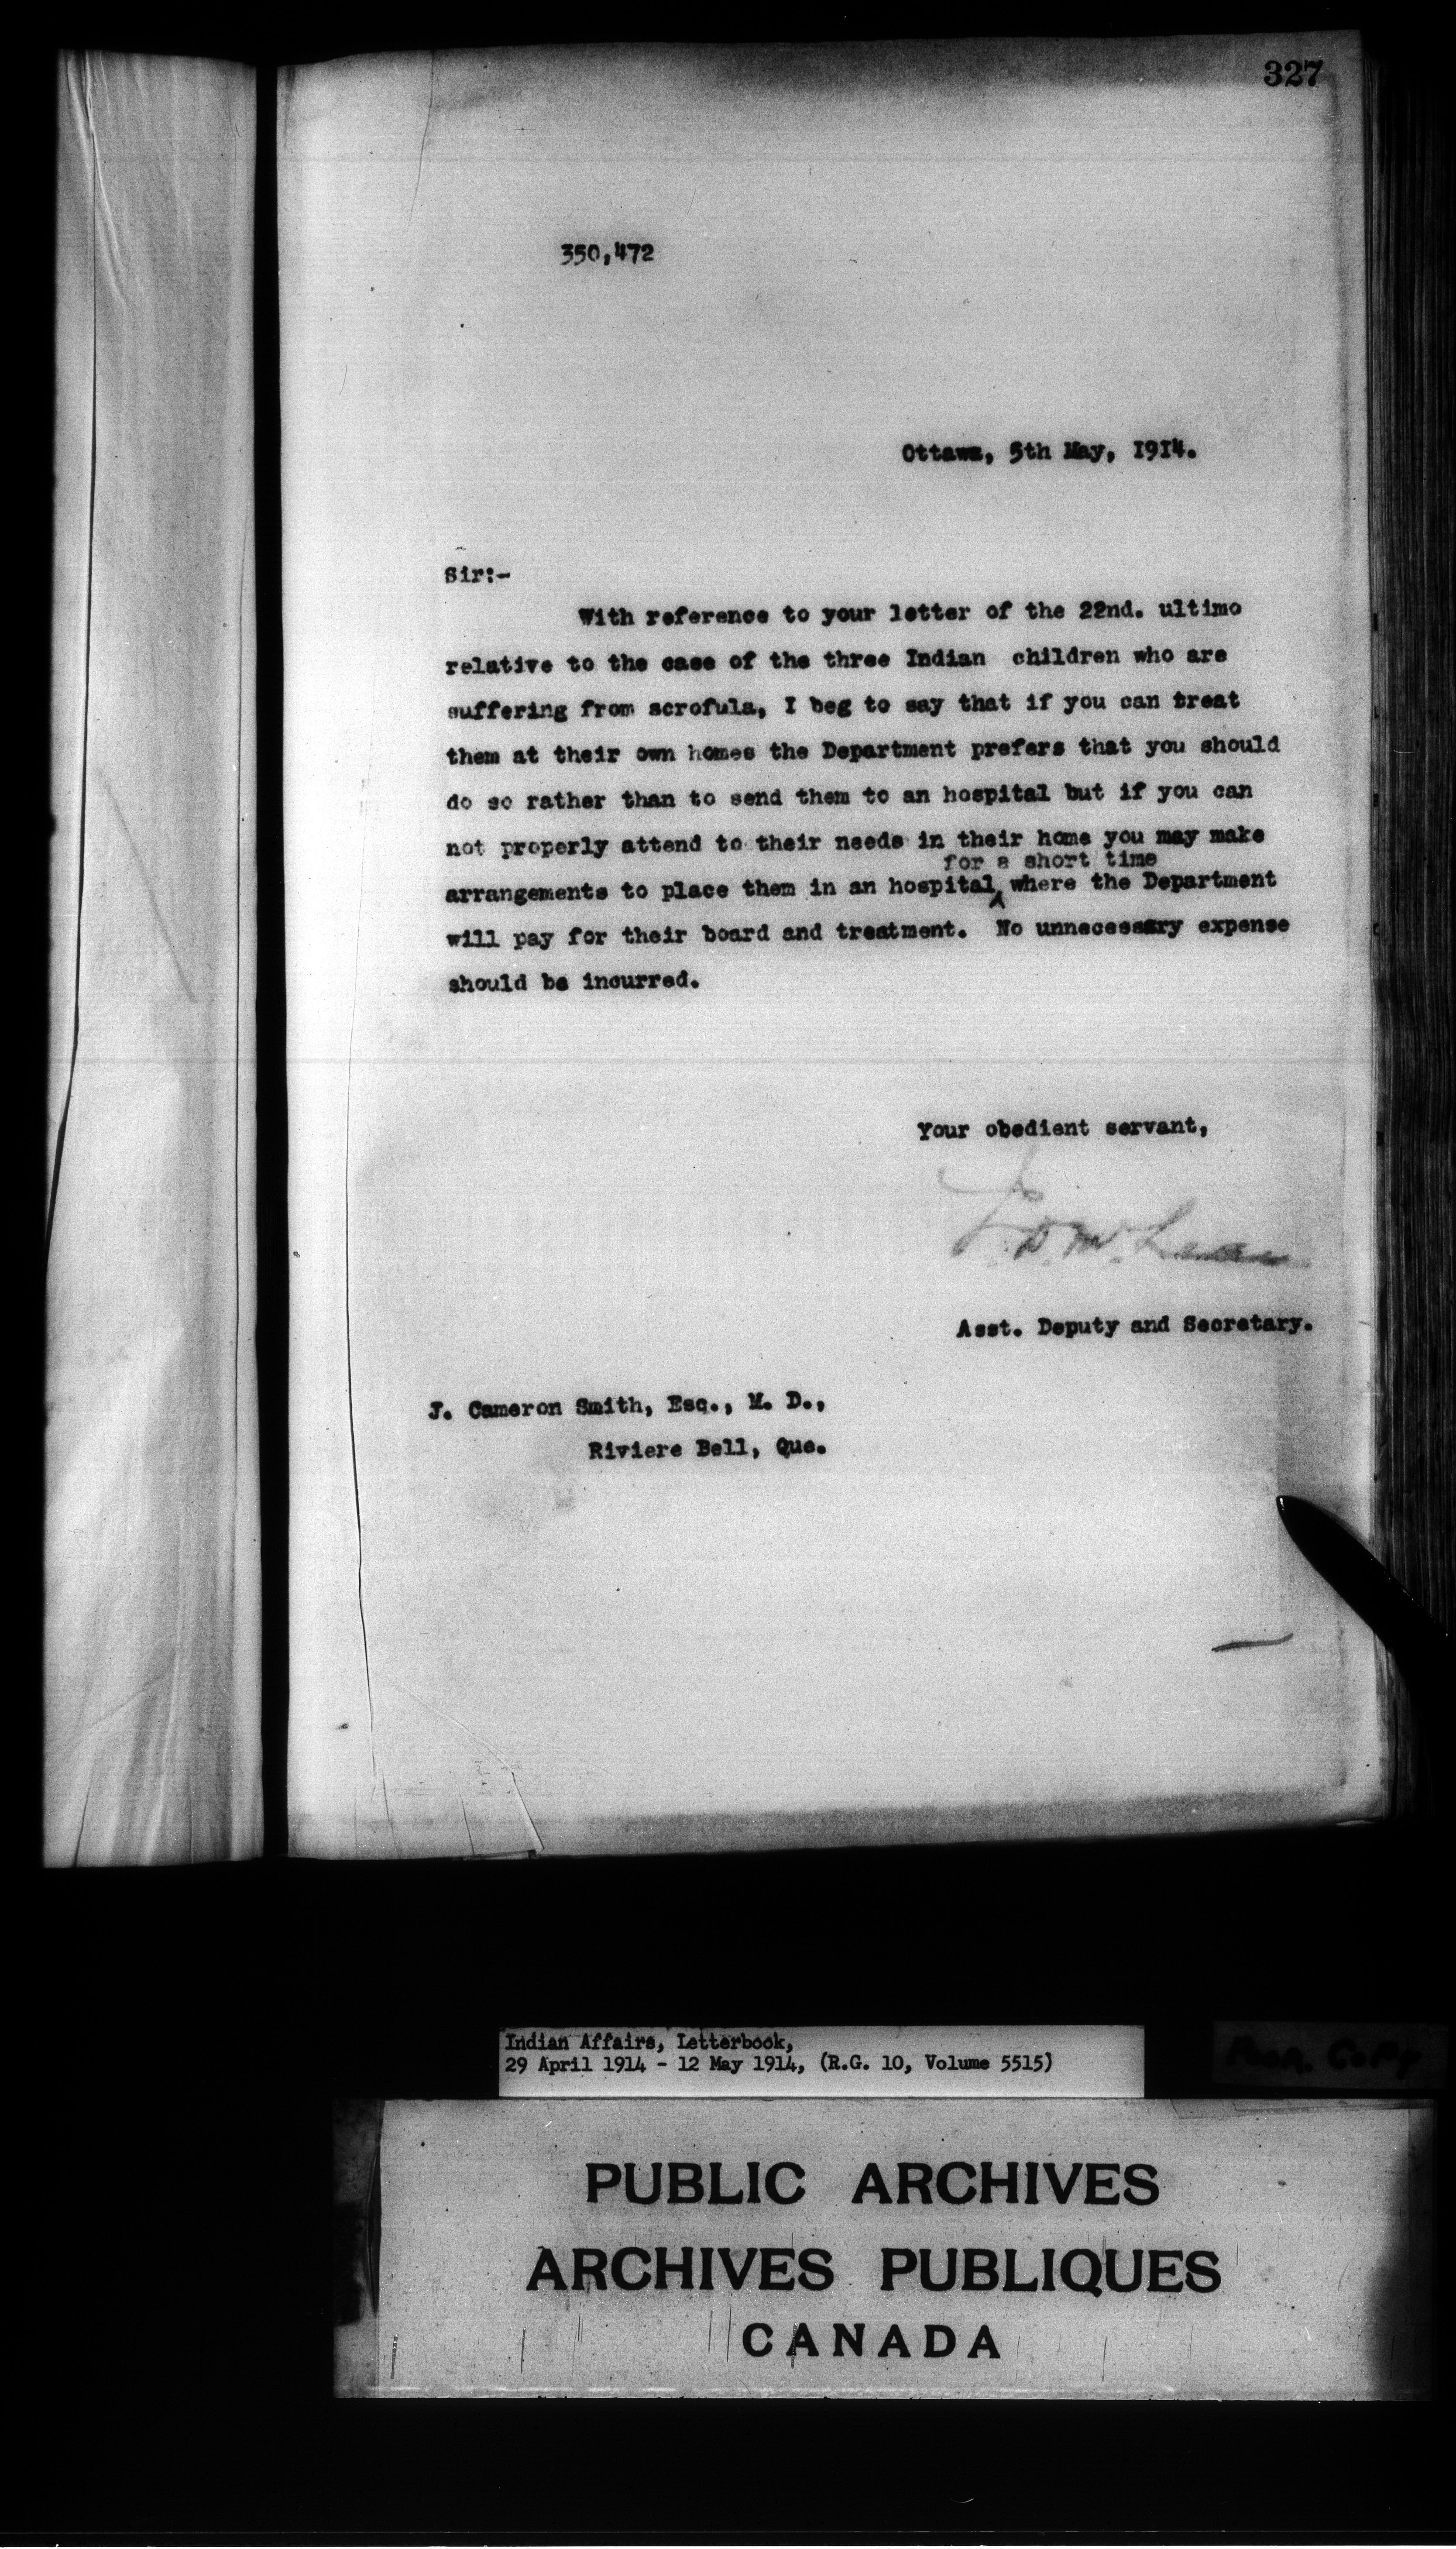 327
350,472
Ottawa, 5th May, 1914.
Sir:-
With reference to your letter of the 22nd. ultimo
relative to the case of the three Indian children who are
suffering from scrofula, I beg to say that if you can treat
them at their own homes the Department prefers that you should
do so rather than to send them to an hospital but if you can
not properly attend to their needs in their home you may make
for a short time
arrangements to place them in an hospital ^ where the Department
will pay for their board and treatment. No unnecessary expense
should be incurred.
Your obedient servant,
J. D. McLean
Asst. Deputy and Secretary.
J. Cameron Smith, Esq., M. D.,
Riviere Bell, Que.
Indian Affairs, Letterbook,
29 April 1914 - 12 May 1914, (R.G. 10, Volume 5515)
PUBLIC ARCHIVES
ARCHIVES PUBLIQUES
CANADA